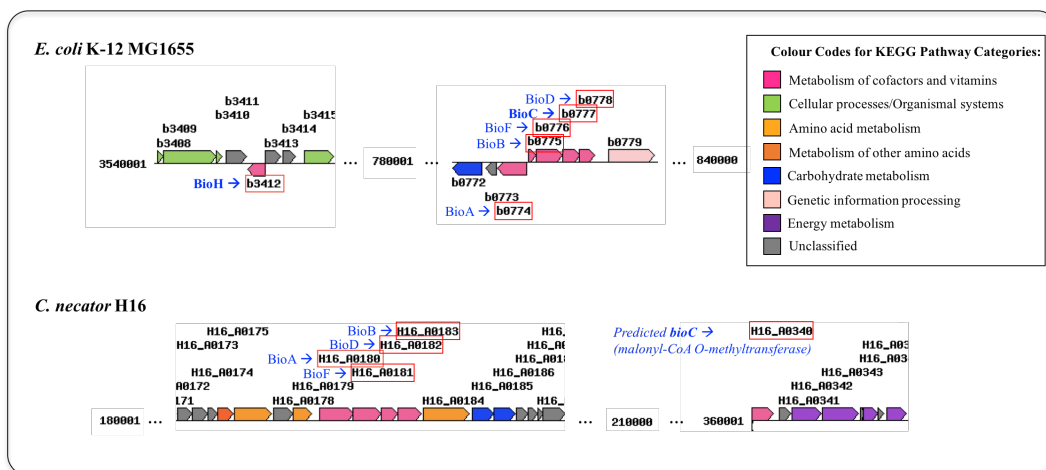 E. coli K-12 MG1655
Colour Codes for KEGG Pathway Categories:
Metabolism of cofactors and vitamins
Cellular processes/Organismal systems
Amino acid metabolism
Metabolism of other amino acids
Carbohydrate metabolism
Genetic information processing
Energy metabolism
Unclassified
b3411
b3410
b3415
b3409
b3414
b3408
b3413
3540001
...
780001
...
840000
BioH → b3412
BioD → b0778
BioC → b0777
BioF → b0776
BioB → b0775
b0779
b0772
b0773
BioA → b0774
C. necator H16
H16_A0175
BioB → H16_A0183
H16_A0173
BioD → H16_A0182
BioA → H16_A0180
H16_A0174
BioF → H16_A0181
H16_A0186
A0172
H16_A0179
H16_A0185
171
H16_A0178
H16_A0184
H16_
180001
...
...
210000
...
360001
Predicted bioC → H16_A0340
(malonyl-CoA O-methyltransferase)
H16_A0343
H16_A0342
H16_A0341